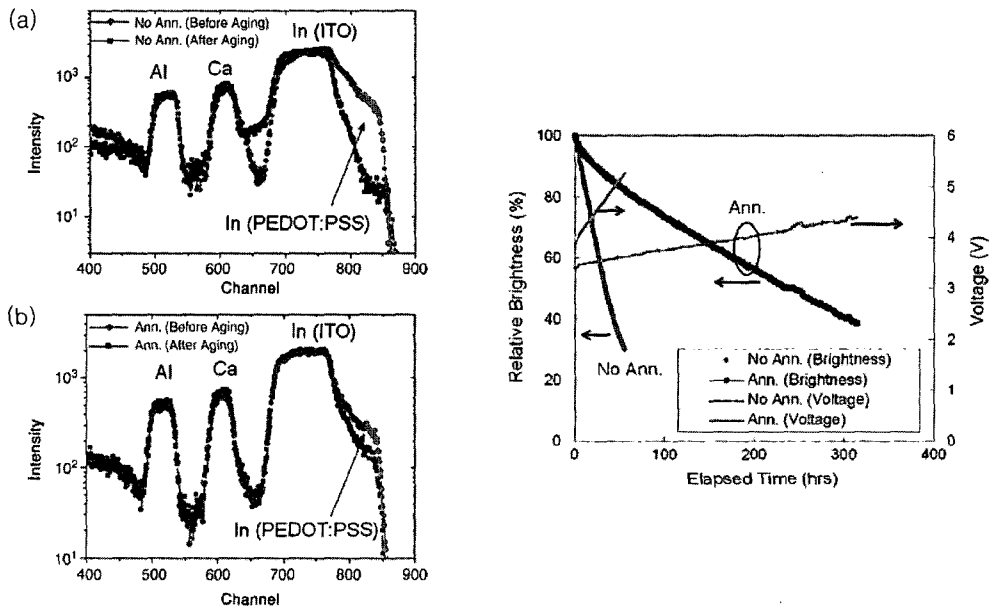 (a)
No Ann. (Before Aging)
No Ann. (After Aging)
In (ITO)
Al
Ca
In (PEDOT:PSS)
10³
10²
10¹
Intensity
400 500 600 700 800 900
Channel
(b)
Ann. (Before Aging)
Ann. (After Aging)
In (ITO)
Al
Ca
In (PEDOT:PSS)
10³
10²
10¹
Intensity
400 500 600 700 800 900
Channel
100
80
60
40
20
0
Relative Brightness (%)
6
5
4
3
2
1
0
Voltage (V)
Ann.
No Ann.
No Ann. (Brightness)
Ann. (Brightness)
No Ann. (Voltage)
Ann. (Voltage)
0 100 200 300 400
Elapsed Time (hrs)